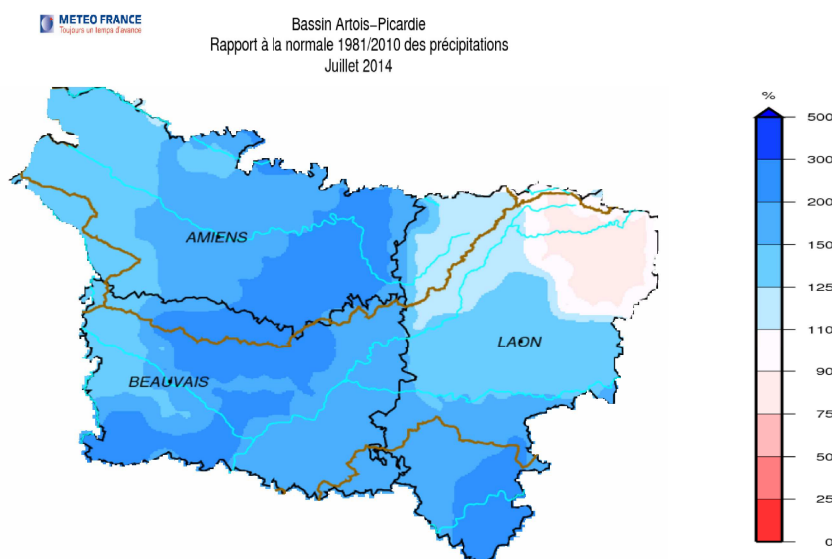 METEO FRANCE
Toujours un temps d'avance
Bassin Artois–Picardie
Rapport à la normale 1981/2010 des précipitations
Juillet 2014
%
500
300
200
150
125
110
90
75
50
25
0
AMIENS
LAON
BEAUVAIS